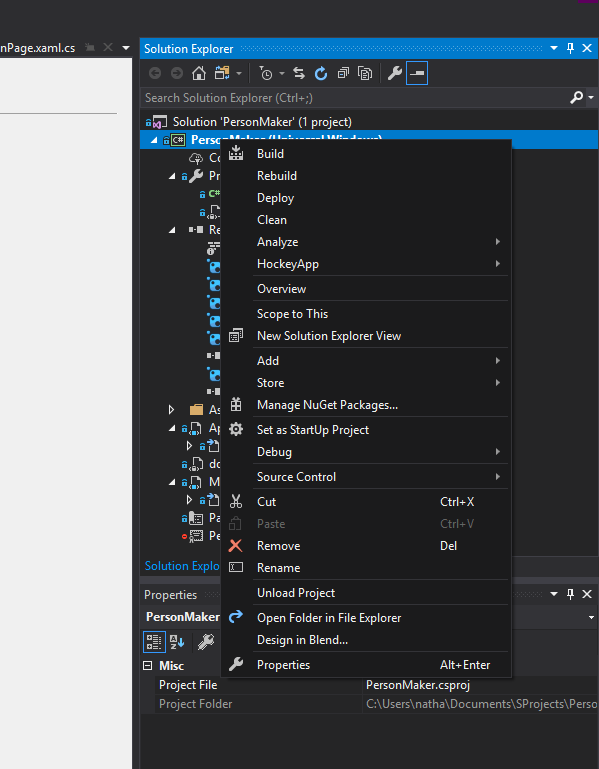 nPage.xaml.cs
Solution Explorer
Search Solution Explorer (Ctrl+;)
Solution 'PersonMaker' (1 project)
PersonMaker (Universal Windows)
Co
Pr
C#
Re
As
Ap
do
M
Pa
Pe
Build
Rebuild
Deploy
Clean
Analyze
HockeyApp
Overview
Scope to This
New Solution Explorer View
Add
Store
Manage NuGet Packages...
Set as StartUp Project
Debug
Source Control
Cut Ctrl+X
Paste Ctrl+V
Remove Del
Rename
Unload Project
Open Folder in File Explorer
Design in Blend...
Properties Alt+Enter
Solution Explo
Properties
PersonMaker
Misc
Project File PersonMaker.csproj
Project Folder C:\Users\natha\Documents\SProjects\Perso